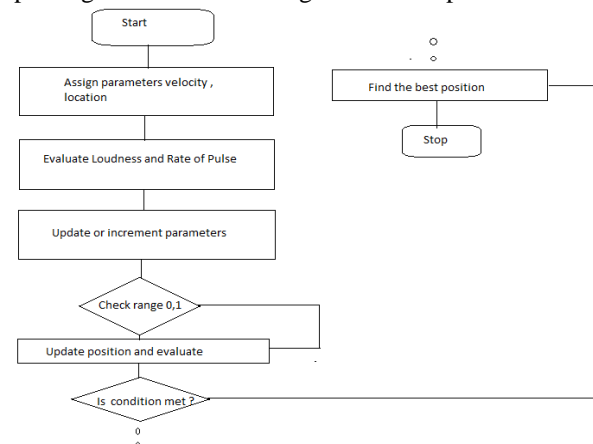 Start
Assign parameters velocity ,
location
Evaluate Loudness and Rate of Pulse
Update or increment parameters
Check range 0,1
Update position and evaluate
Is condition met ?
Find the best position
Stop